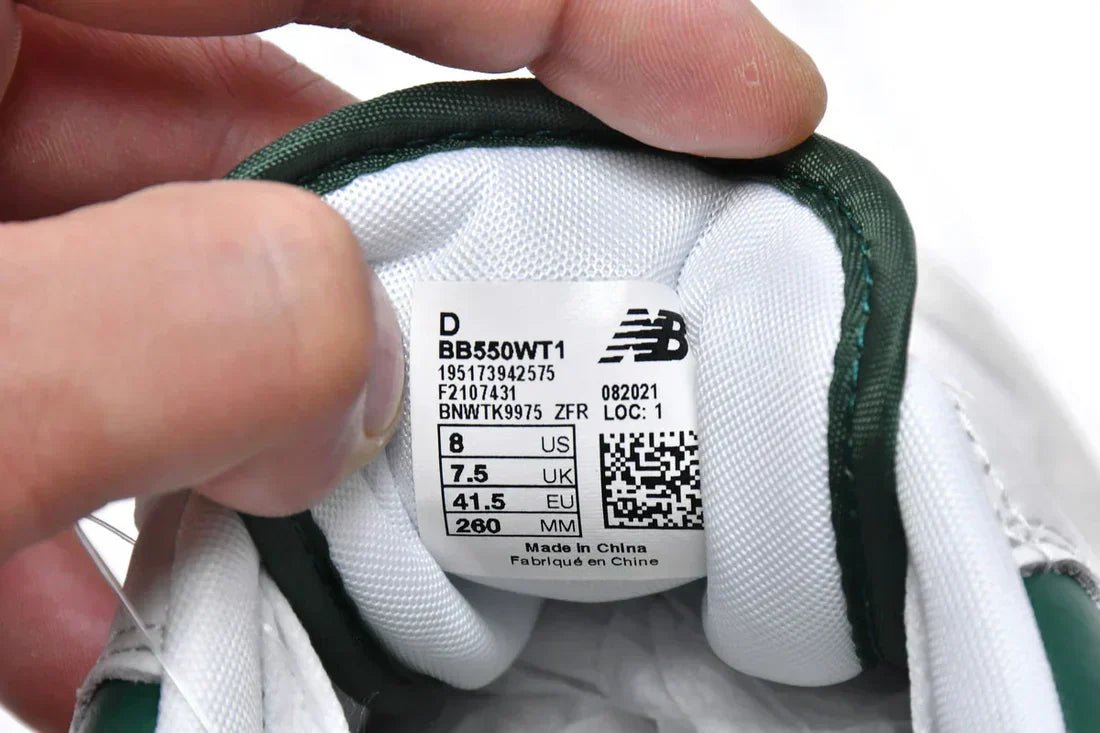 D
BB550WT1
NB
195173942575
F2107431
082021
BNWTK9975 ZFR
LOC: 1
8 US
7.5 UK
41.5 EU
260 MM
Made in China
Fabriqué en Chine